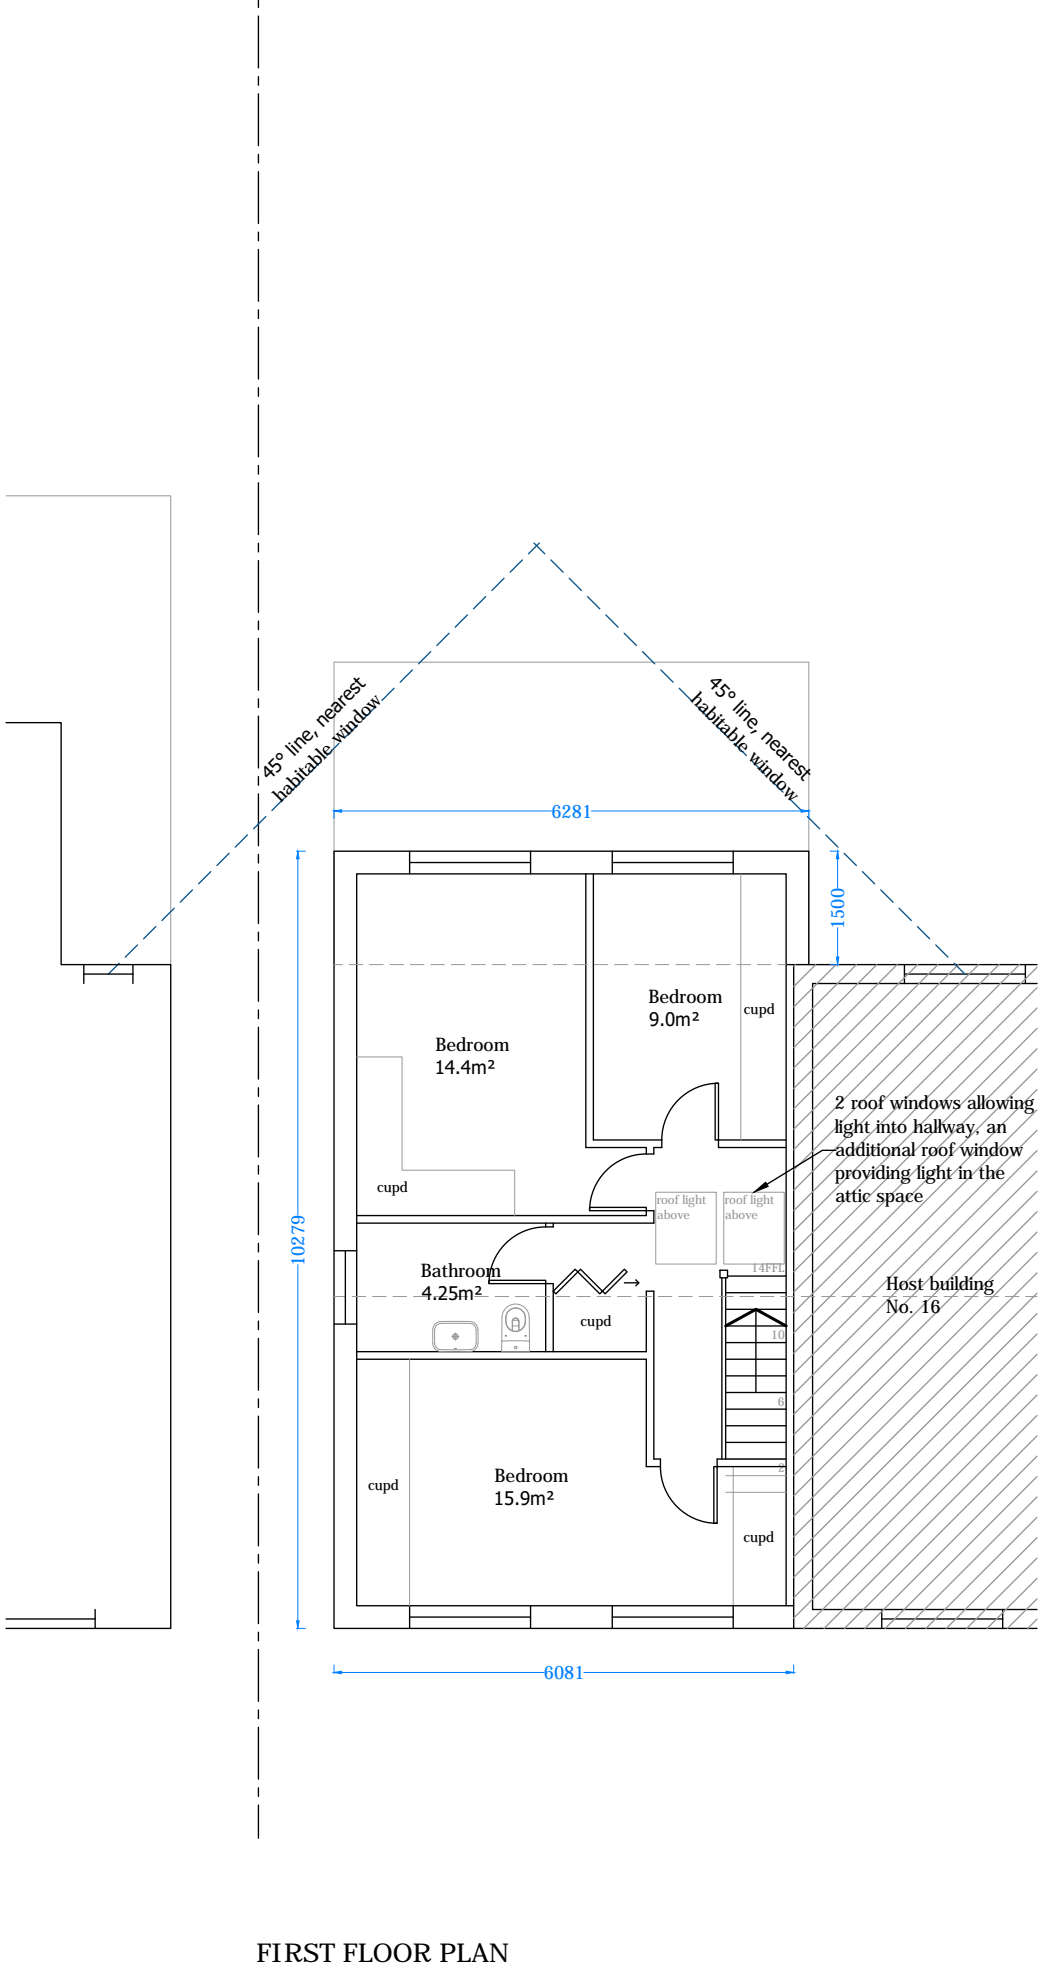 45° line, nearest
habitable window
45° line, nearest
habitable window
6281
1500
Bedroom
9.0m²
cupd
Bedroom
14.4m²
2 roof windows allowing
light into hallway, an
additional roof window
providing light in the
attic space
cupd
roof light
above
roof light
above
10279
Bathroom
4.25m²
14FFL
Host building
No. 16
cupd
10
6
2
Bedroom
15.9m²
cupd
cupd
6081
FIRST FLOOR PLAN